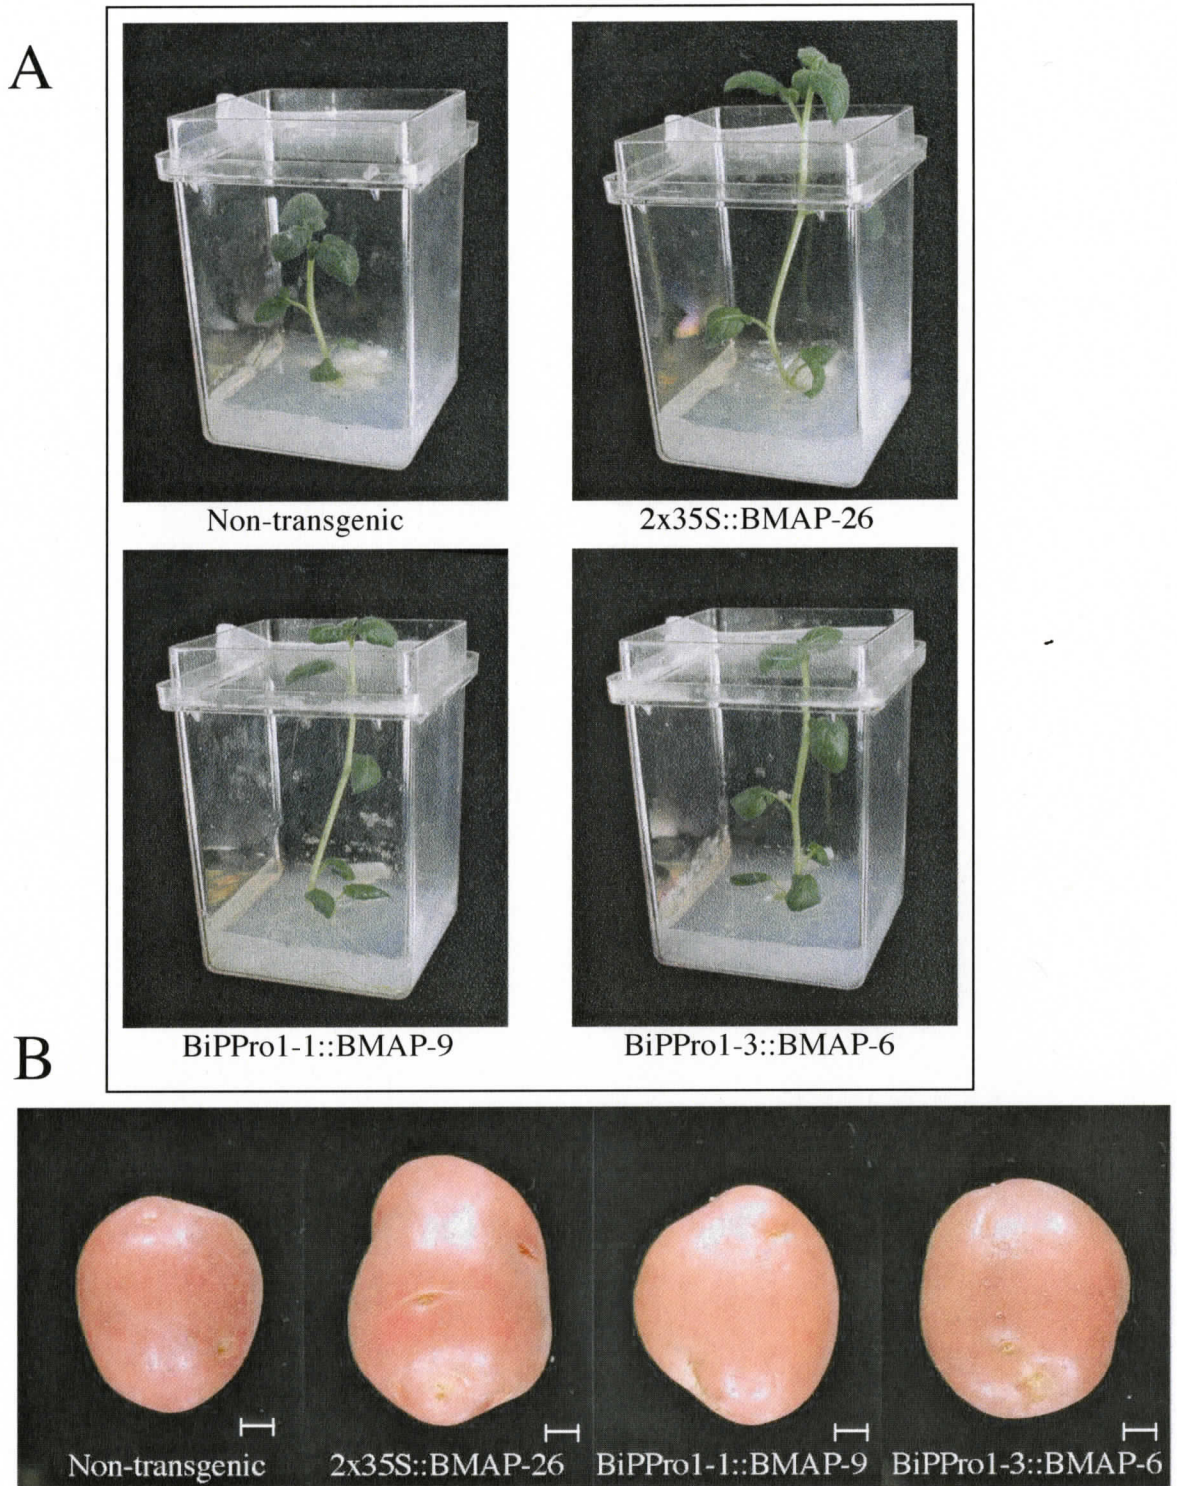 A
Non-transgenic
2x35S::BMAP-26
BiPPro1-1::BMAP-9
BiPPro1-3::BMAP-6
B
Non-transgenic
2x35S::BMAP-26
BiPPro1-1::BMAP-9
BiPPro1-3::BMAP-6